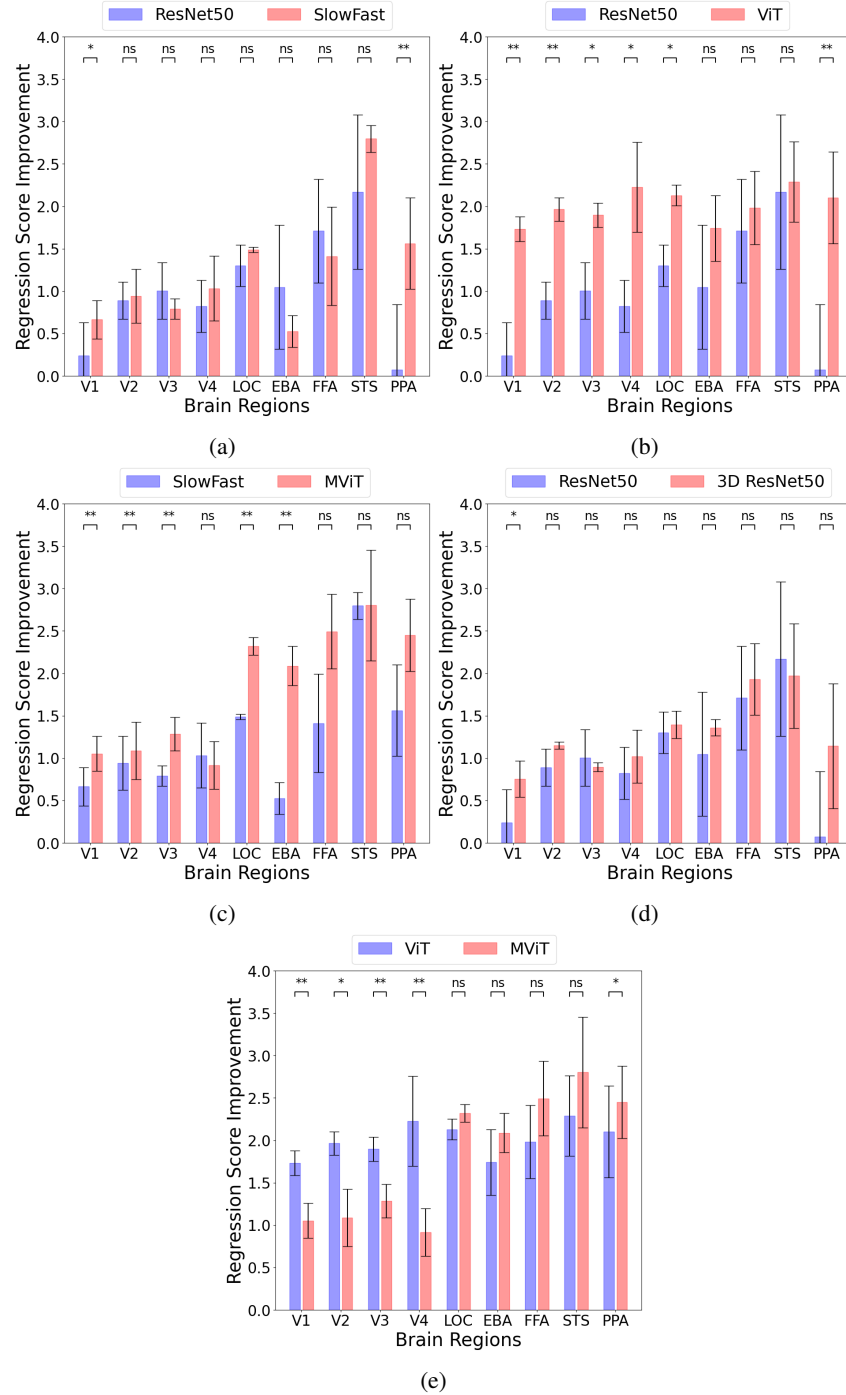 ResNet50 SlowFast
* ns ns ns ns ns ns ns **
4.0
3.5
3.0
2.5
2.0
1.5
1.0
0.5
0.0
Regression Score Improvement
V1 V2 V3 V4 LOC EBA FFA STS PPA
Brain Regions
(a)
ResNet50 ViT
** ** * * * ns ns ns **
4.0
3.5
3.0
2.5
2.0
1.5
1.0
0.5
0.0
Regression Score Improvement
V1 V2 V3 V4 LOC EBA FFA STS PPA
Brain Regions
(b)
SlowFast MViT
** ** ** ns ** ** ns ns ns
4.0
3.5
3.0
2.5
2.0
1.5
1.0
0.5
0.0
Regression Score Improvement
V1 V2 V3 V4 LOC EBA FFA STS PPA
Brain Regions
(c)
ResNet50 3D ResNet50
* ns ns ns ns ns ns ns ns
4.0
3.5
3.0
2.5
2.0
1.5
1.0
0.5
0.0
Regression Score Improvement
V1 V2 V3 V4 LOC EBA FFA STS PPA
Brain Regions
(d)
ViT MViT
** * ** ** ns ns ns ns *
4.0
3.5
3.0
2.5
2.0
1.5
1.0
0.5
0.0
Regression Score Improvement
V1 V2 V3 V4 LOC EBA FFA STS PPA
Brain Regions
(e)